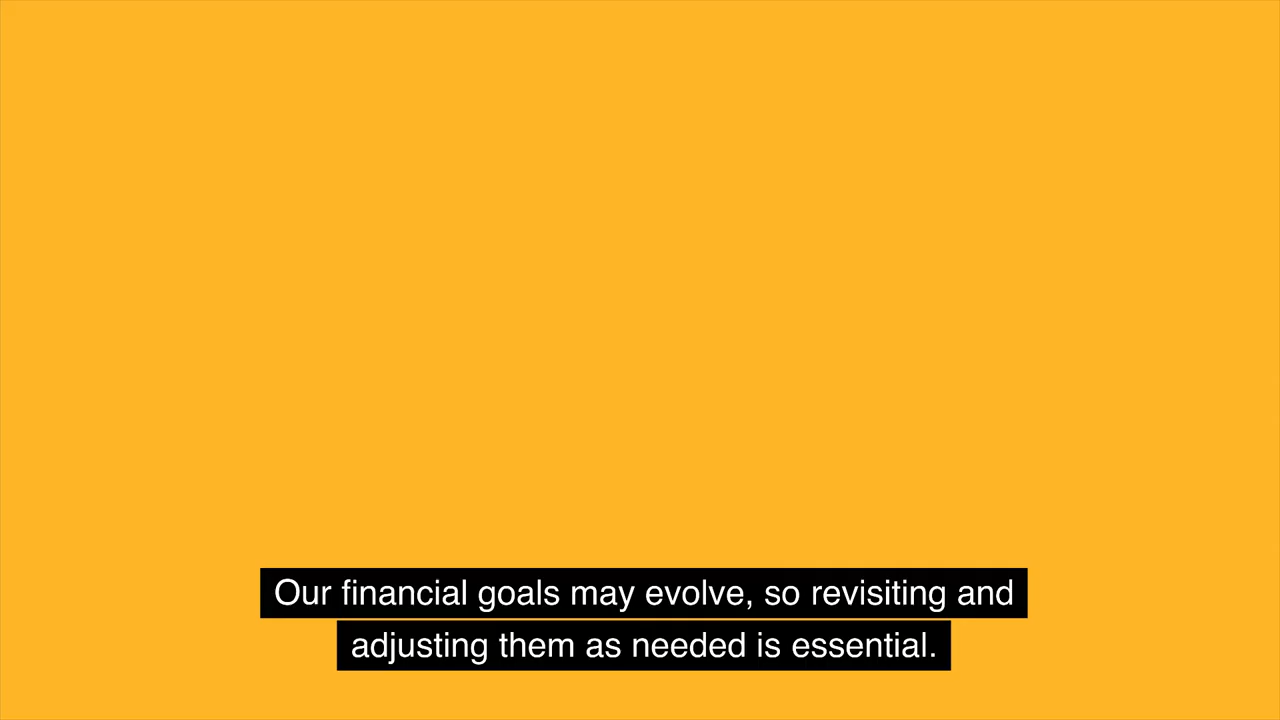 Our financial goals may evolve, so revisiting and
adjusting them as needed is essential.